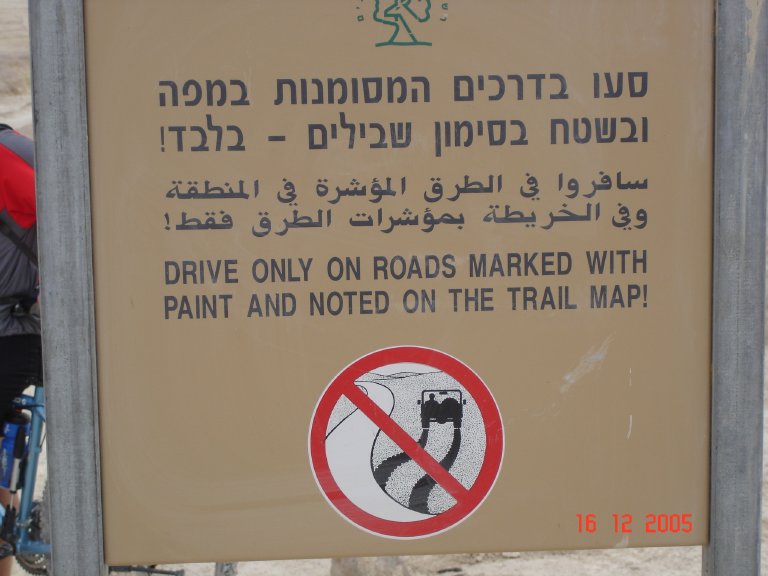 סעו בדרכים המסומנות במפה
ובשטח בסימון שבילים - בלבד!
سافروا في الطرق المؤشرة في المنطقة
وفي الخريطة بمؤشرات الطرق فقط!
DRIVE ONLY ON ROADS MARKED WITH
PAINT AND NOTED ON THE TRAIL MAP!
16 12 2005